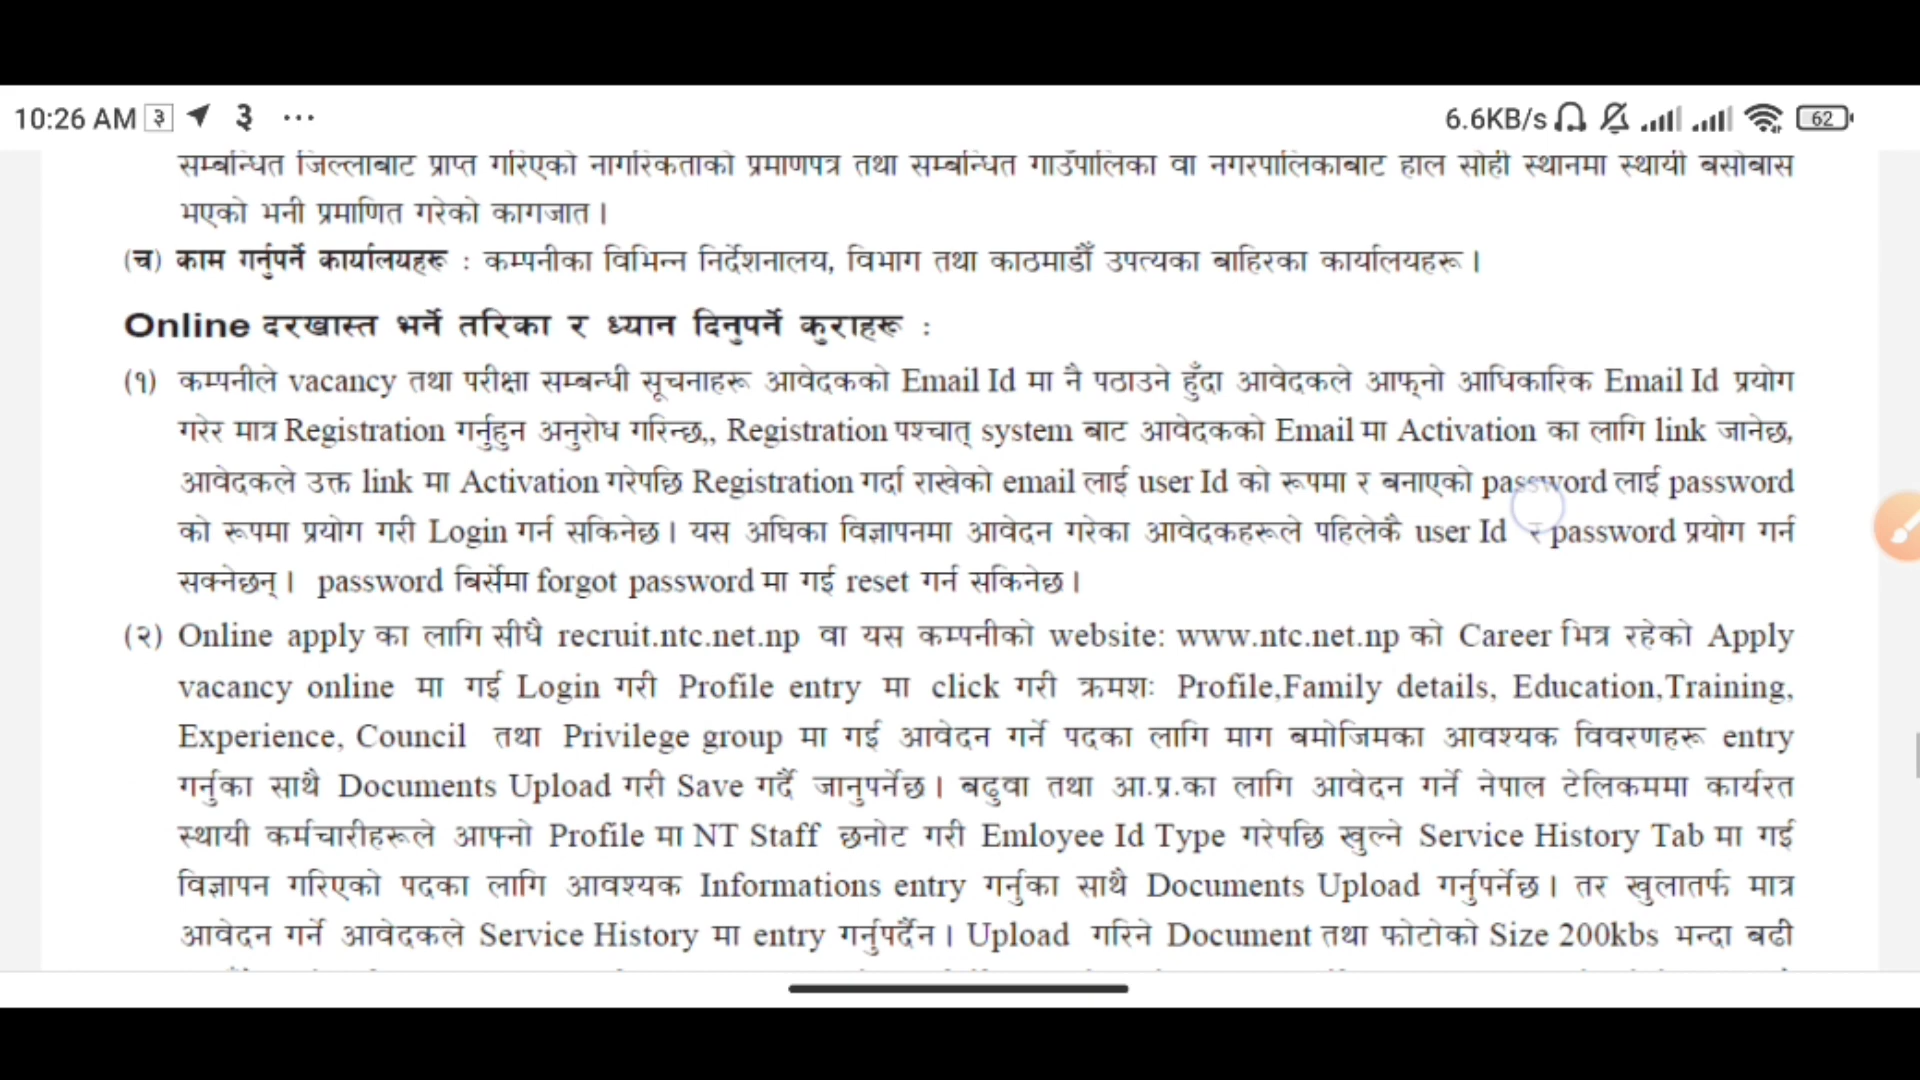 10:26 AM ३ ३ ...
6.6KB/s 62
सम्बन्धित जिल्लाबाट प्राप्त गरिएको नागरिकताको प्रमाणपत्र तथा सम्बन्धित गाउँपालिका वा नगरपालिकाबाट हाल सोही स्थानमा स्थायी बसोबास
भएको भनी प्रमाणित गरेको कागजात ।
(च) काम गर्नुपर्ने कार्यालयहरू : कम्पनीका विभिन्न निर्देशनालय, विभाग तथा काठमाडौँ उपत्यका बाहिरका कार्यालयहरू ।
Online दरखास्त भर्ने तरिका र ध्यान दिनुपर्ने कुराहरू :
(१) कम्पनीले vacancy तथा परीक्षा सम्बन्धी सूचनाहरू आवेदकको Email Id मा नै पठाउने हुँदा आवेदकले आफ्नो आधिकारिक Email Id प्रयोग
गरेर मात्र Registration गर्नुहुन अनुरोध गरिन्छ,, Registration पश्चात् system बाट आवेदकको Email मा Activation का लागि link जानेछ,
आवेदकले उक्त link मा Activation गरेपछि Registration गर्दा राखेको email लाई user Id को रूपमा र बनाएको password लाई password
को रूपमा प्रयोग गरी Login गर्न सकिनेछ । यस अघिका विज्ञापनमा आवेदन गरेका आवेदकहरूले पहिलेकै user Id र password प्रयोग गर्न
सक्नेछन् । password बिर्सेमा forgot password मा गई reset गर्न सकिनेछ ।
(२) Online apply का लागि सीधै recruit.ntc.net.np वा यस कम्पनीको website: www.ntc.net.np को Career भित्र रहेको Apply
vacancy online मा गई Login गरी Profile entry मा click गरी क्रमशः Profile,Family details, Education,Training,
Experience, Council तथा Privilege group मा गई आवेदन गर्ने पदका लागि माग बमोजिमका आवश्यक विवरणहरू entry
गर्नुका साथै Documents Upload गरी Save गर्दै जानुपर्नेछ । बढुवा तथा आ.प्र.का लागि आवेदन गर्ने नेपाल टेलिकममा कार्यरत
स्थायी कर्मचारीहरूले आफ्नो Profile मा NT Staff छनोट गरी Emloyee Id Type गरेपछि खुल्ने Service History Tab मा गई
विज्ञापन गरिएको पदका लागि आवश्यक Informations entry गर्नुका साथै Documents Upload गर्नुपर्नेछ । तर खुलातर्फ मात्र
आवेदन गर्ने आवेदकले Service History मा entry गर्नुपर्दैन । Upload गरिने Document तथा फोटोको Size 200kbs भन्दा बढी